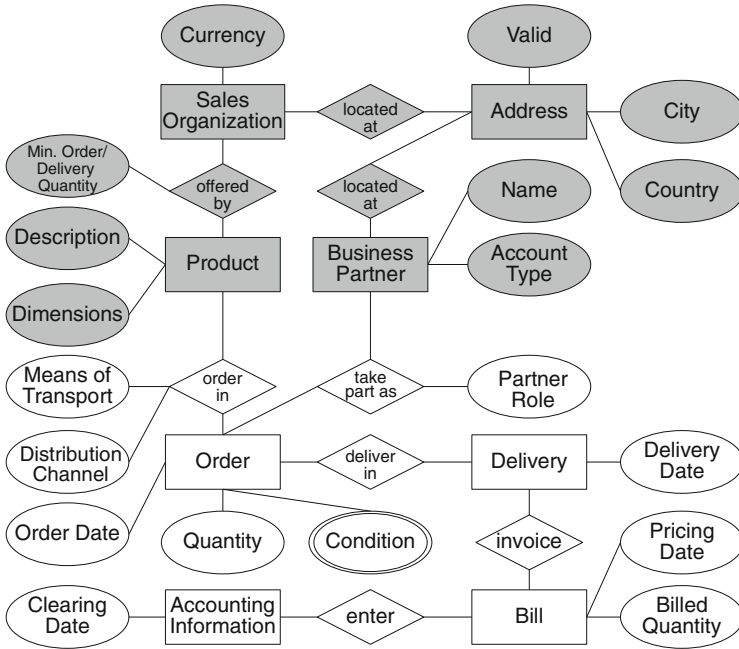 Currency
Valid
Sales
Organization
located
at
Address
City
Min. Order/
Delivery
Quantity
offered
by
located
at
Name
Country
Description
Product
Business
Partner
Account
Type
Dimensions
Means of
Transport
order
in
take
part as
Partner
Role
Distribution
Channel
Order
deliver
in
Delivery
Delivery
Date
Order Date
Quantity
Condition
invoice
Pricing
Date
Clearing
Date
Accounting
Information
enter
Bill
Billed
Quantity